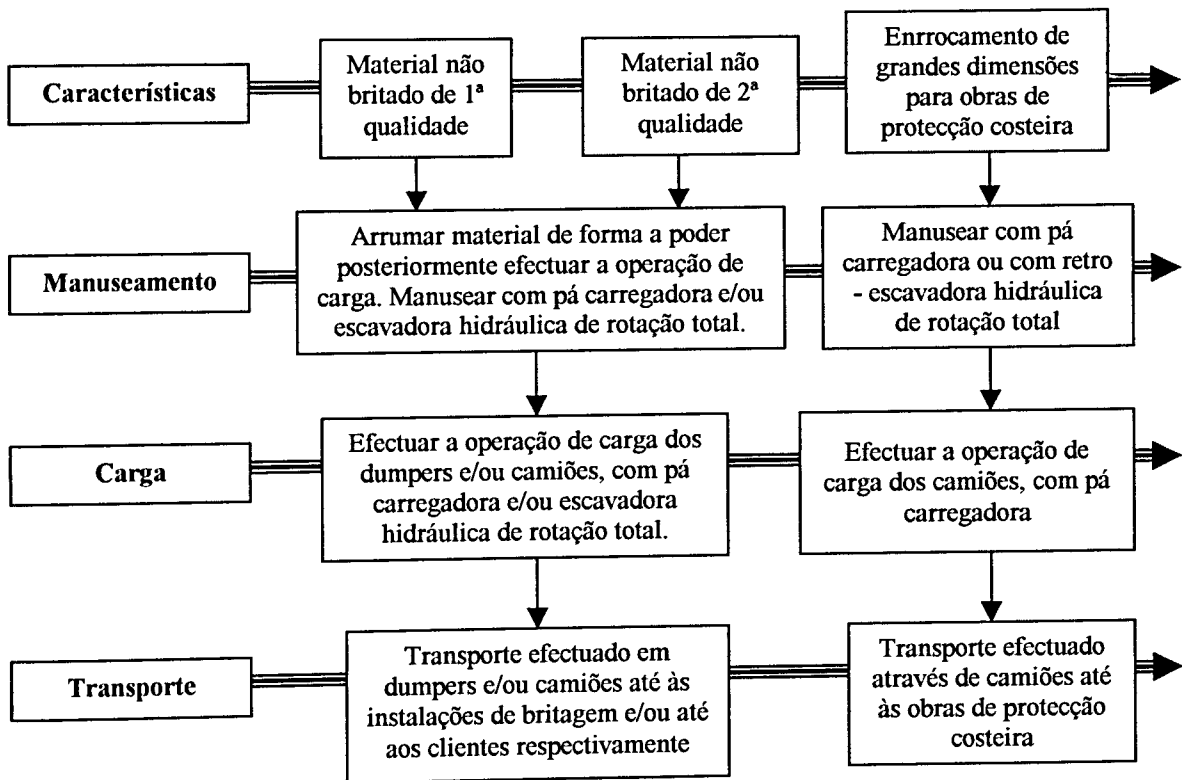 Características
Material não
britado de 1ª
qualidade
Material não
britado de 2ª
qualidade
Enrrocamento de
grandes dimensões
para obras de
protecção costeira
Manuseamento
Arrumar material de forma a poder
posteriormente efectuar a operação de
carga. Manusear com pá carregadora e/ou
escavadora hidráulica de rotação total.
Manusear com pá
carregadora ou com retro
- escavadora hidráulica
de rotação total
Carga
Efectuar a operação de carga dos
dumpers e/ou camiões, com pá
carregadora e/ou escavadora
hidráulica de rotação total.
Efectuar a operação de
carga dos camiões, com pá
carregadora
Transporte
Transporte efectuado em
dumpers e/ou camiões até às
instalações de britagem e/ou até
aos clientes respectivamente
Transporte efectuado
através de camiões até
às obras de protecção
costeira